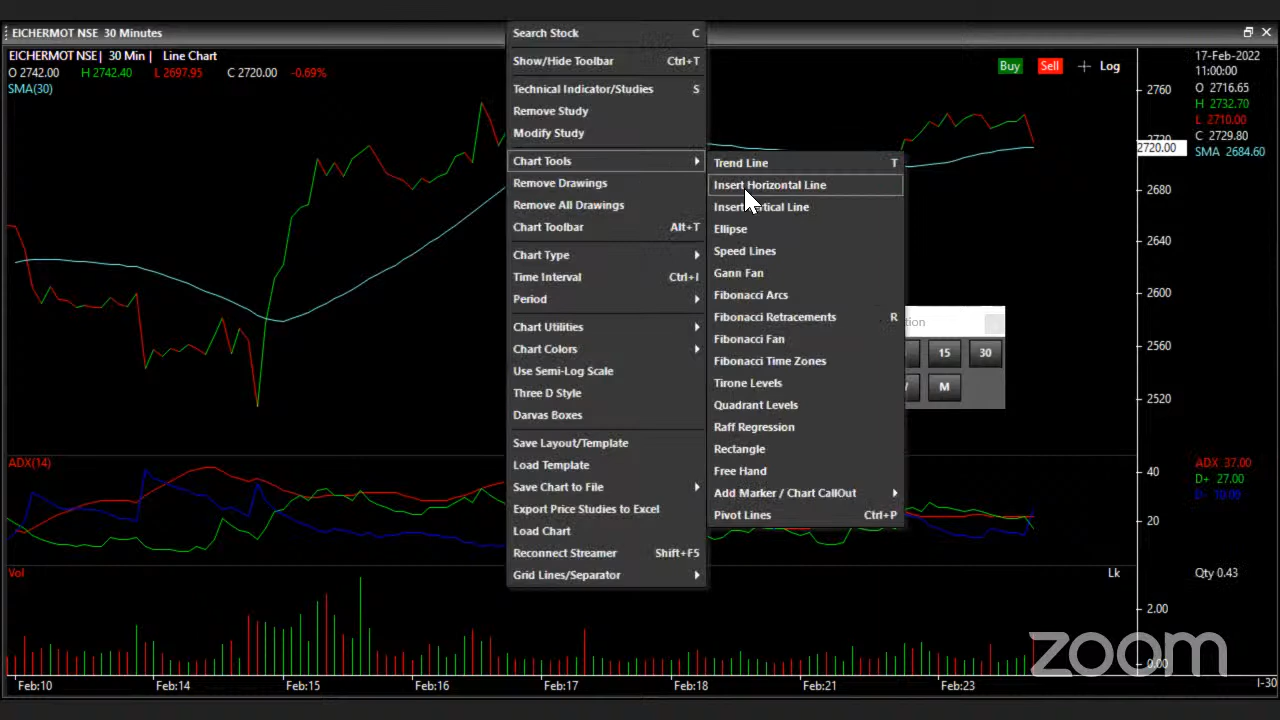 EICHERMOT NSE 30 Minutes
EICHERMOT NSE| 30 Min | Line Chart
O 2742.00 H 2742.40 L 2697.95 C 2720.00 -0.69%
SMA(30)
Search Stock C
Show/Hide Toolbar Ctrl+T
Technical Indicator/Studies S
Remove Study
Modify Study
Chart Tools
Remove Drawings
Remove All Drawings
Chart Toolbar Alt+T
Chart Type
Time Interval Ctrl+I
Period
Chart Utilities
Chart Colors
Use Semi-Log Scale
Three D Style
Darvas Boxes
Save Layout/Template
Load Template
Save Chart to File
Export Price Studies to Excel
Load Chart
Reconnect Streamer Shift+F5
Grid Lines/Separator
Trend Line T
Insert Horizontal Line
Insert Vertical Line
Ellipse
Speed Lines
Gann Fan
Fibonacci Arcs
Fibonacci Retracements R
Fibonacci Fan
Fibonacci Time Zones
Tirone Levels
Quadrant Levels
Raff Regression
Rectangle
Free Hand
Add Marker / Chart CallOut
Pivot Lines Ctrl+P
Buy Sell Log
15 30
M
2760
2720.00
2680
2640
2600
2560
2520
17-Feb-2022
11:00:00
O 2716.65
H 2732.70
L 2710.00
C 2729.80
SMA 2684.60
ADX(14)
40
20
ADX 37.00
D+ 27.00
D- 10.00
Vol
Lk
Qty 0.43
2.00
0.00
zoom
Feb:10 Feb:14 Feb:15 Feb:16 Feb:17 Feb:18 Feb:21 Feb:23
I-30